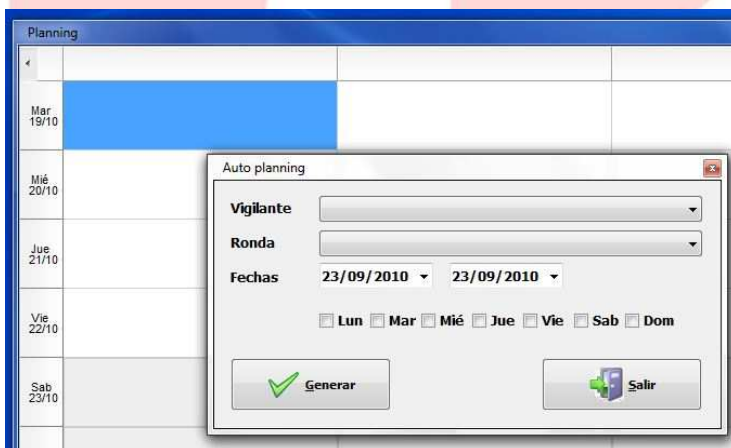 Planning
Mar
19/10
Mié
20/10
Jue
21/10
Vie
22/10
Sab
23/10
Auto planning
Vigilante
Ronda
Fechas 23/09/2010 23/09/2010
Lun Mar Mié Jue Vie Sab Dom
Generar Salir